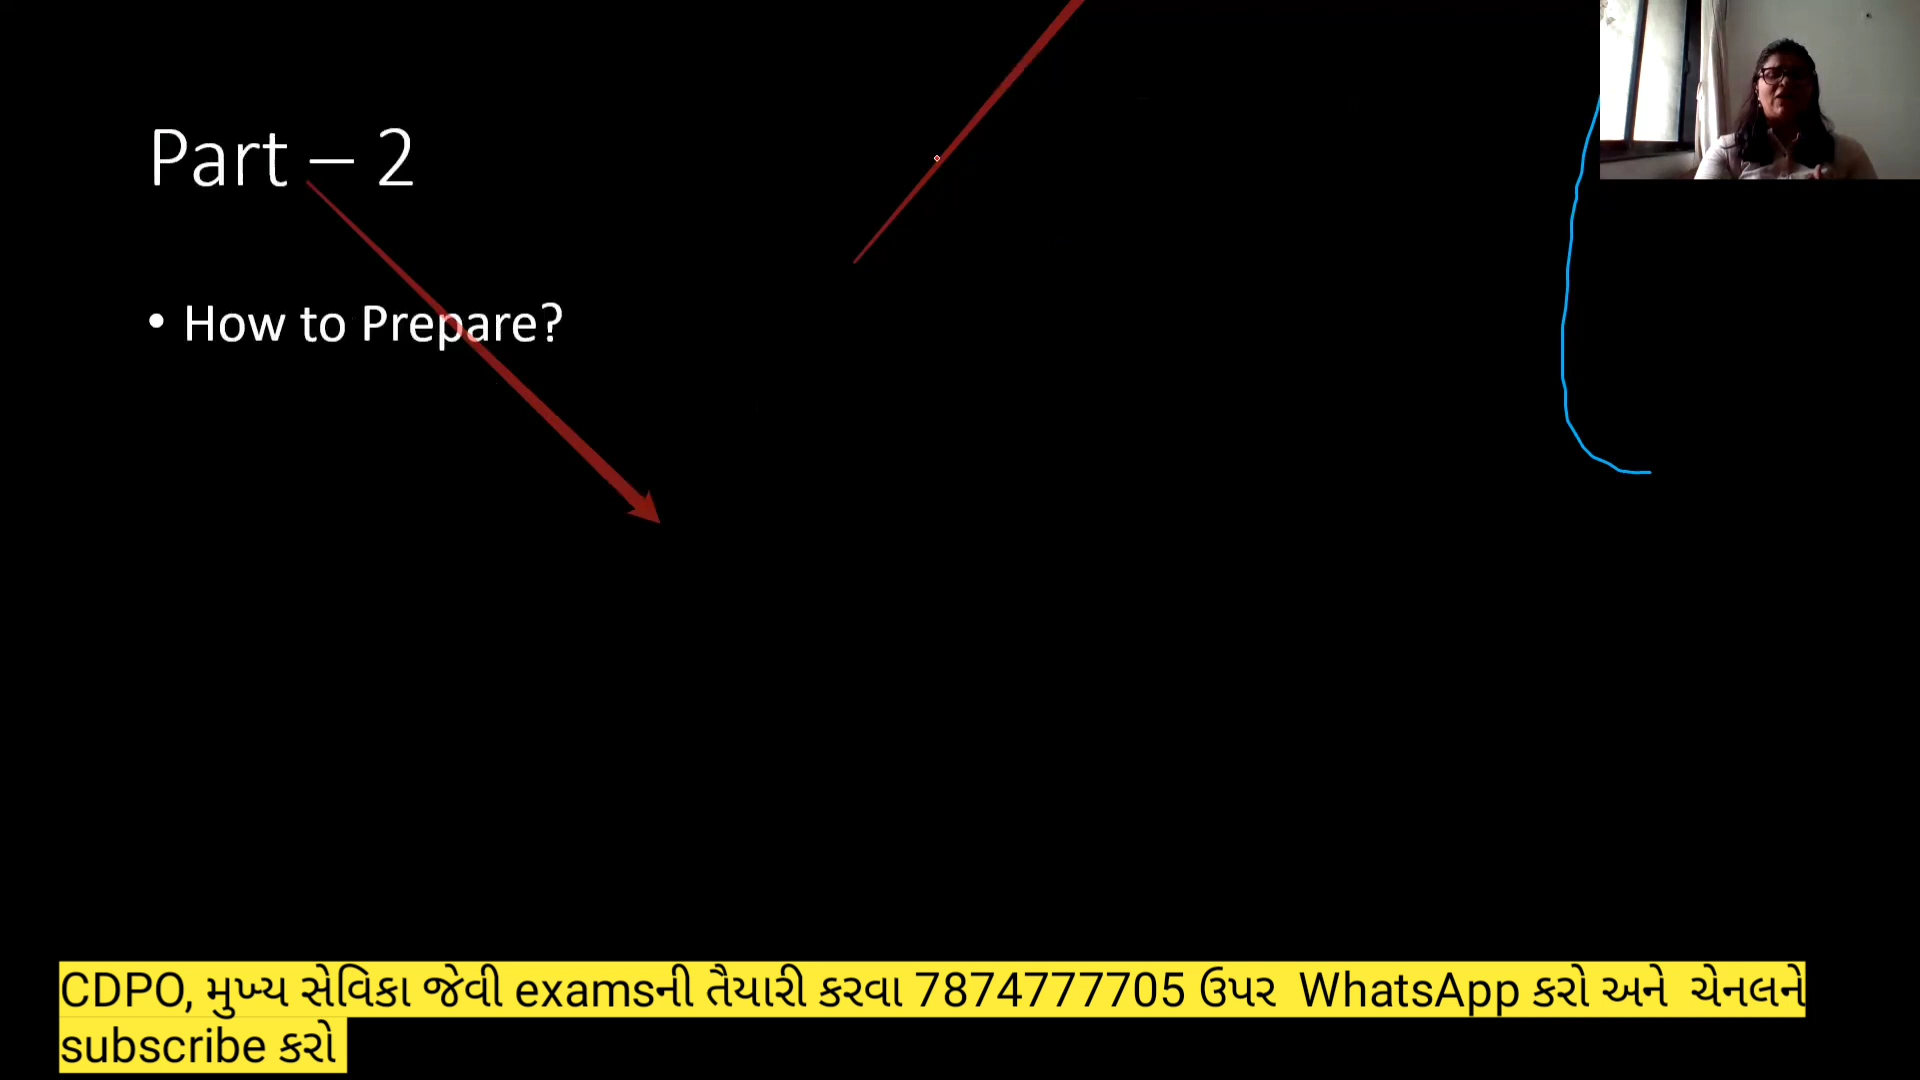 Part – 2
• How to Prepare?
CDPO, મુખ્ય સેવિકા જેવી examsની તૈયારી કરવા 7874777705 ઉપર WhatsApp કરો અને ચેનલને
subscribe કરો